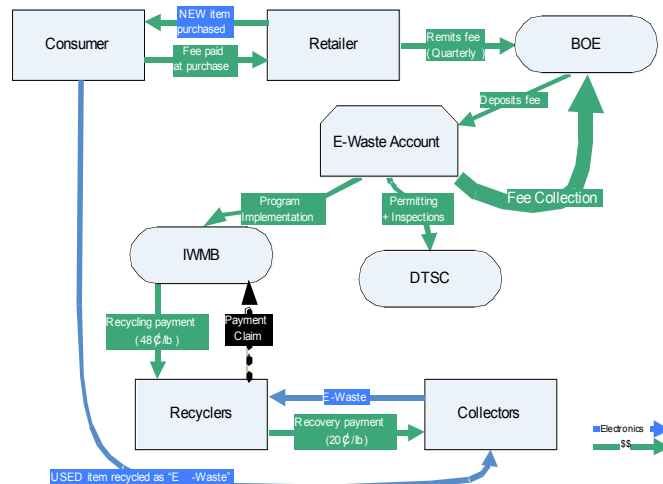 NEW item
purchased
Consumer
Retailer
BOE
Fee paid
at purchase
Remits fee
(Quarterly )
Deposits fee
E-Waste Account
Fee Collection
Program
Implementation
Permitting
+ Inspections
IWMB
DTSC
Recycling payment
(48₵/lb )
Payment
Claim
Recyclers
E-Waste
Collectors
Recovery payment
(20₵/lb )
Electronics
$$
USED item recycled as “E -Waste”